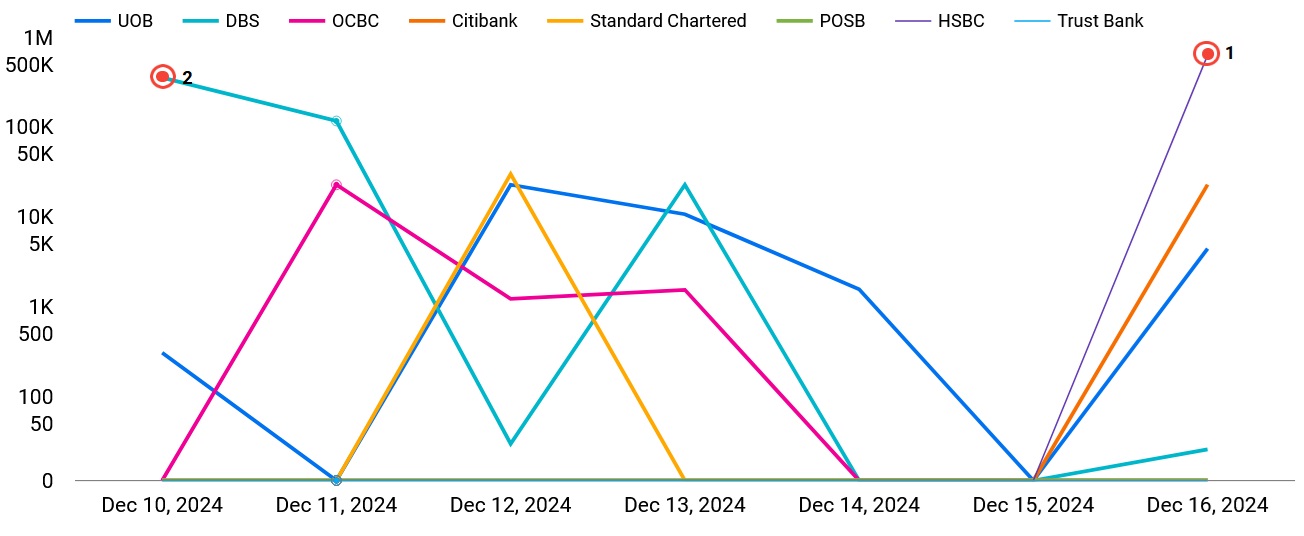 UOB DBS OCBC Citibank Standard Chartered POSB HSBC Trust Bank
1M
500K
100K
50K
10K
5K
1K
500
100
50
0
2
1
Dec 10, 2024 Dec 11, 2024 Dec 12, 2024 Dec 13, 2024 Dec 14, 2024 Dec 15, 2024 Dec 16, 2024